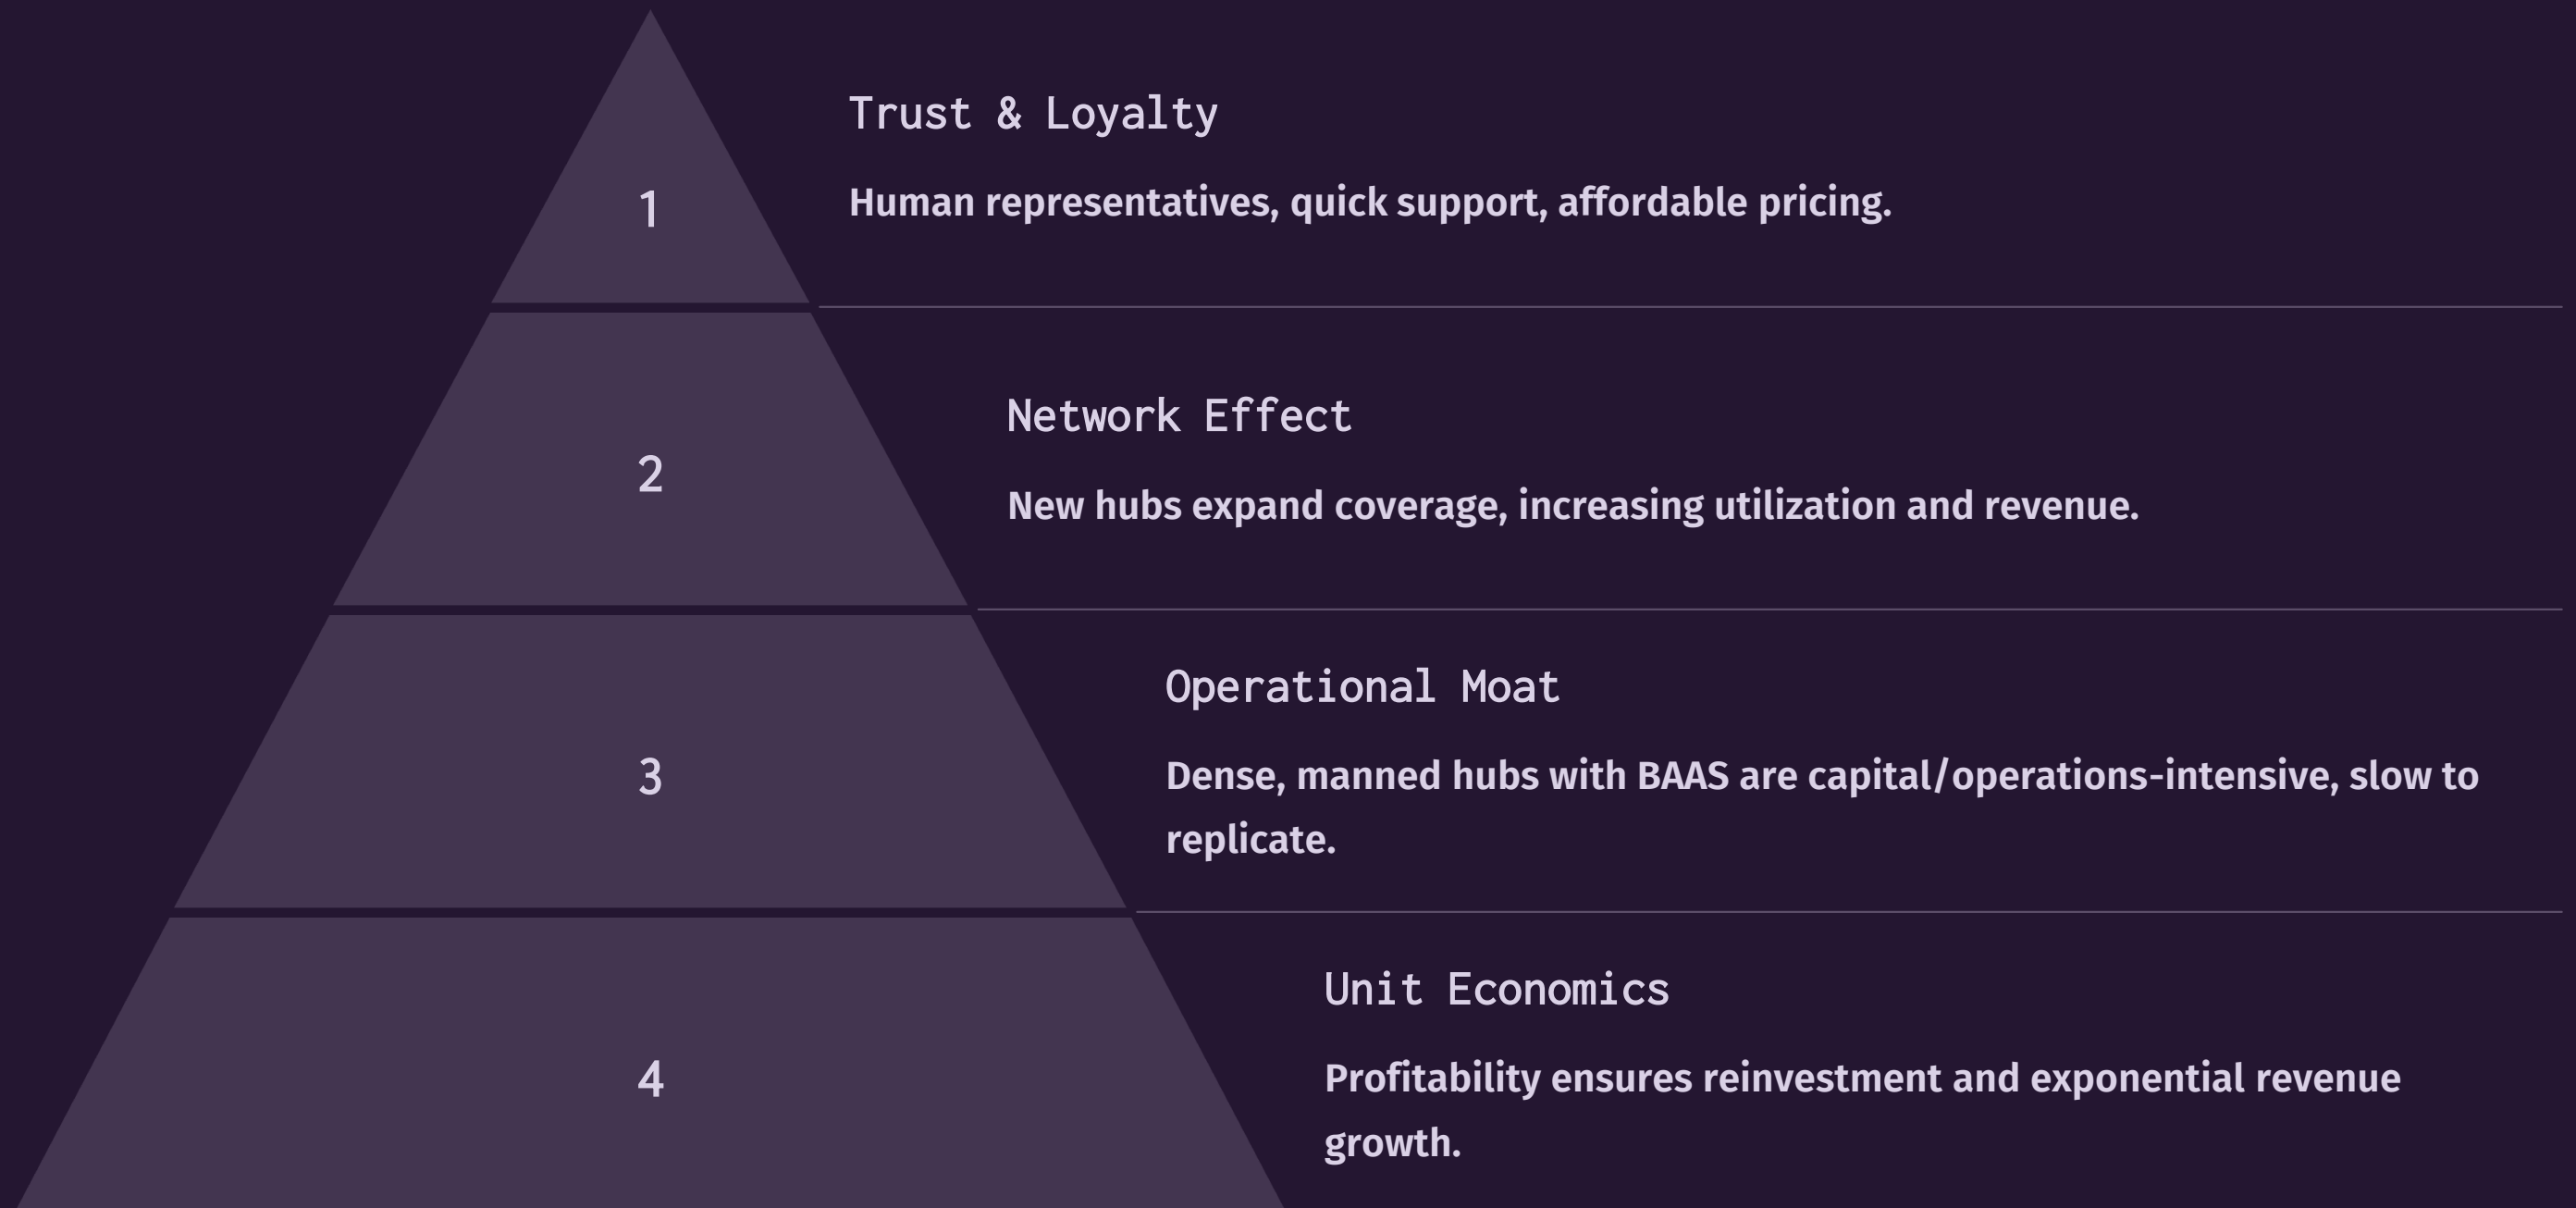 1
Trust & Loyalty
Human representatives, quick support, affordable pricing.
2
Network Effect
New hubs expand coverage, increasing utilization and revenue.
3
Operational Moat
Dense, manned hubs with BAAS are capital/operations-intensive, slow to
replicate.
4
Unit Economics
Profitability ensures reinvestment and exponential revenue
growth.